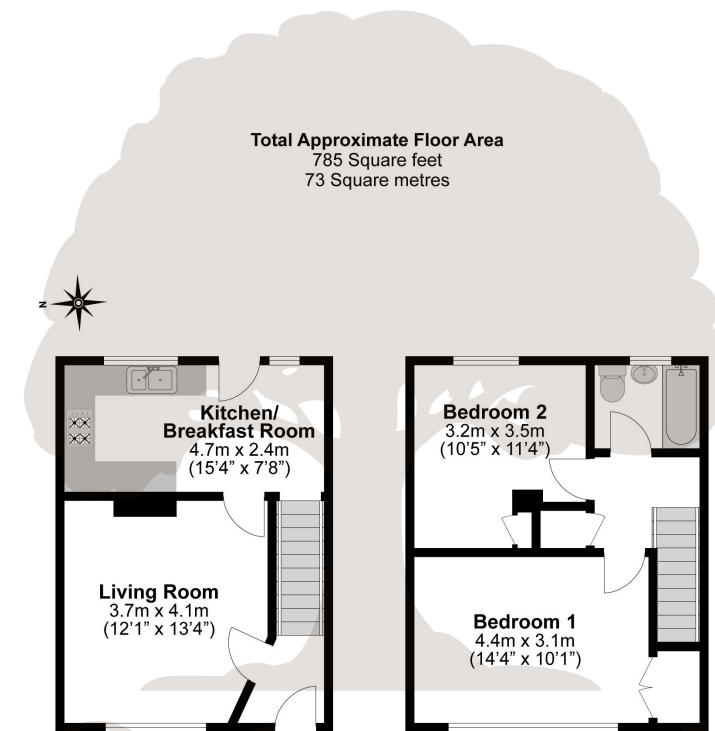 Total Approximate Floor Area
785 Square feet
73 Square metres
N
Kitchen/
Breakfast Room
4.7m x 2.4m
(15'4" x 7'8")
Living Room
3.7m x 4.1m
(12'1" x 13'4")
Bedroom 2
3.2m x 3.5m
(10'5" x 11'4")
Bedroom 1
4.4m x 3.1m
(14'4" x 10'1")